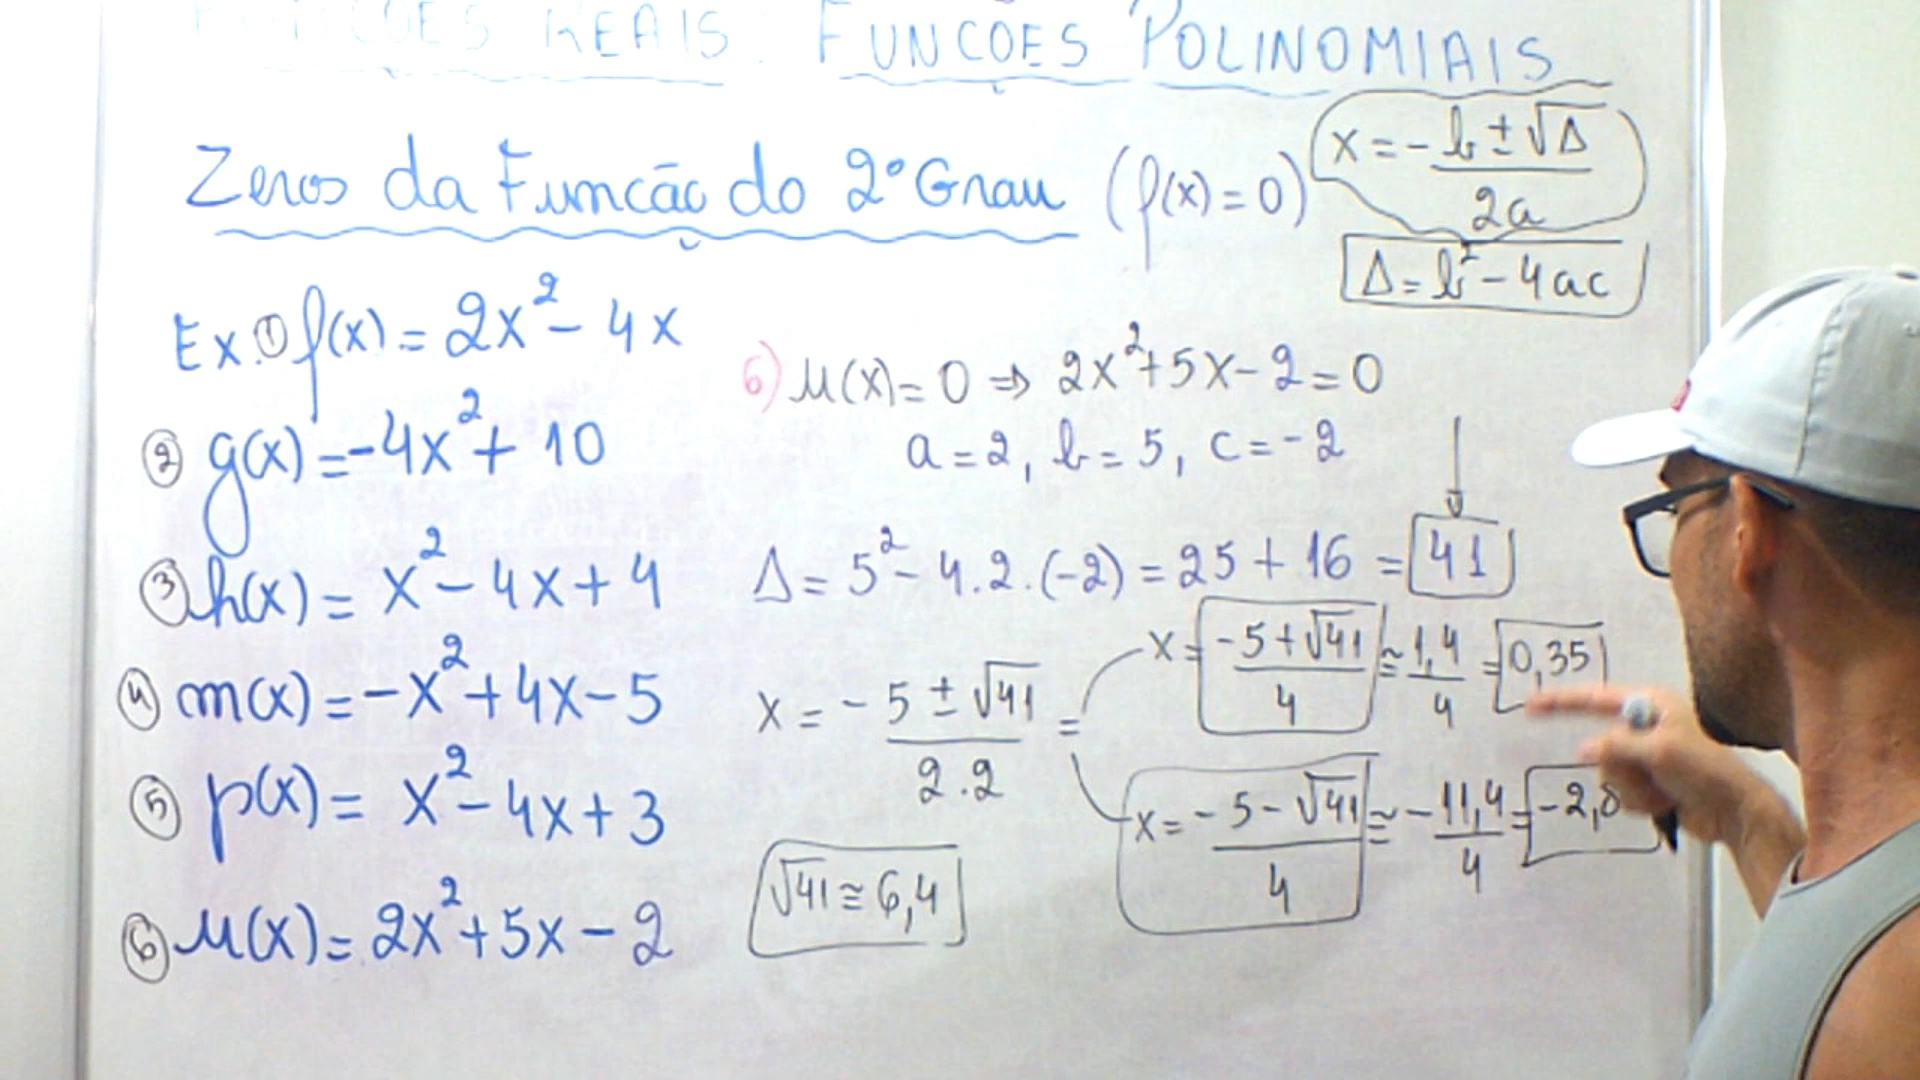 FUNÇÕES REAIS: FUNÇÕES POLINOMIAIS
Zeros da Função do 2º Grau (f(x) = 0)
x = -b ± √Δ / 2a
Δ = b² - 4ac
Ex. ① f(x) = 2x² - 4x
② g(x) = -4x² + 10
③ h(x) = x² - 4x + 4
④ m(x) = -x² + 4x - 5
⑤ p(x) = x² - 4x + 3
⑥ u(x) = 2x² + 5x - 2
6) u(x) = 0 ⇒ 2x² + 5x - 2 = 0
a = 2, b = 5, c = -2
Δ = 5² - 4.2.(-2) = 25 + 16 = 41
x = -5 ± √41 / 2.2 =
x = -5 + √41 / 4 ≅ 1,4 / 4 = 0,35
x = -5 - √41 / 4 ≅ -11,4 / 4 =
√41 ≅ 6,4